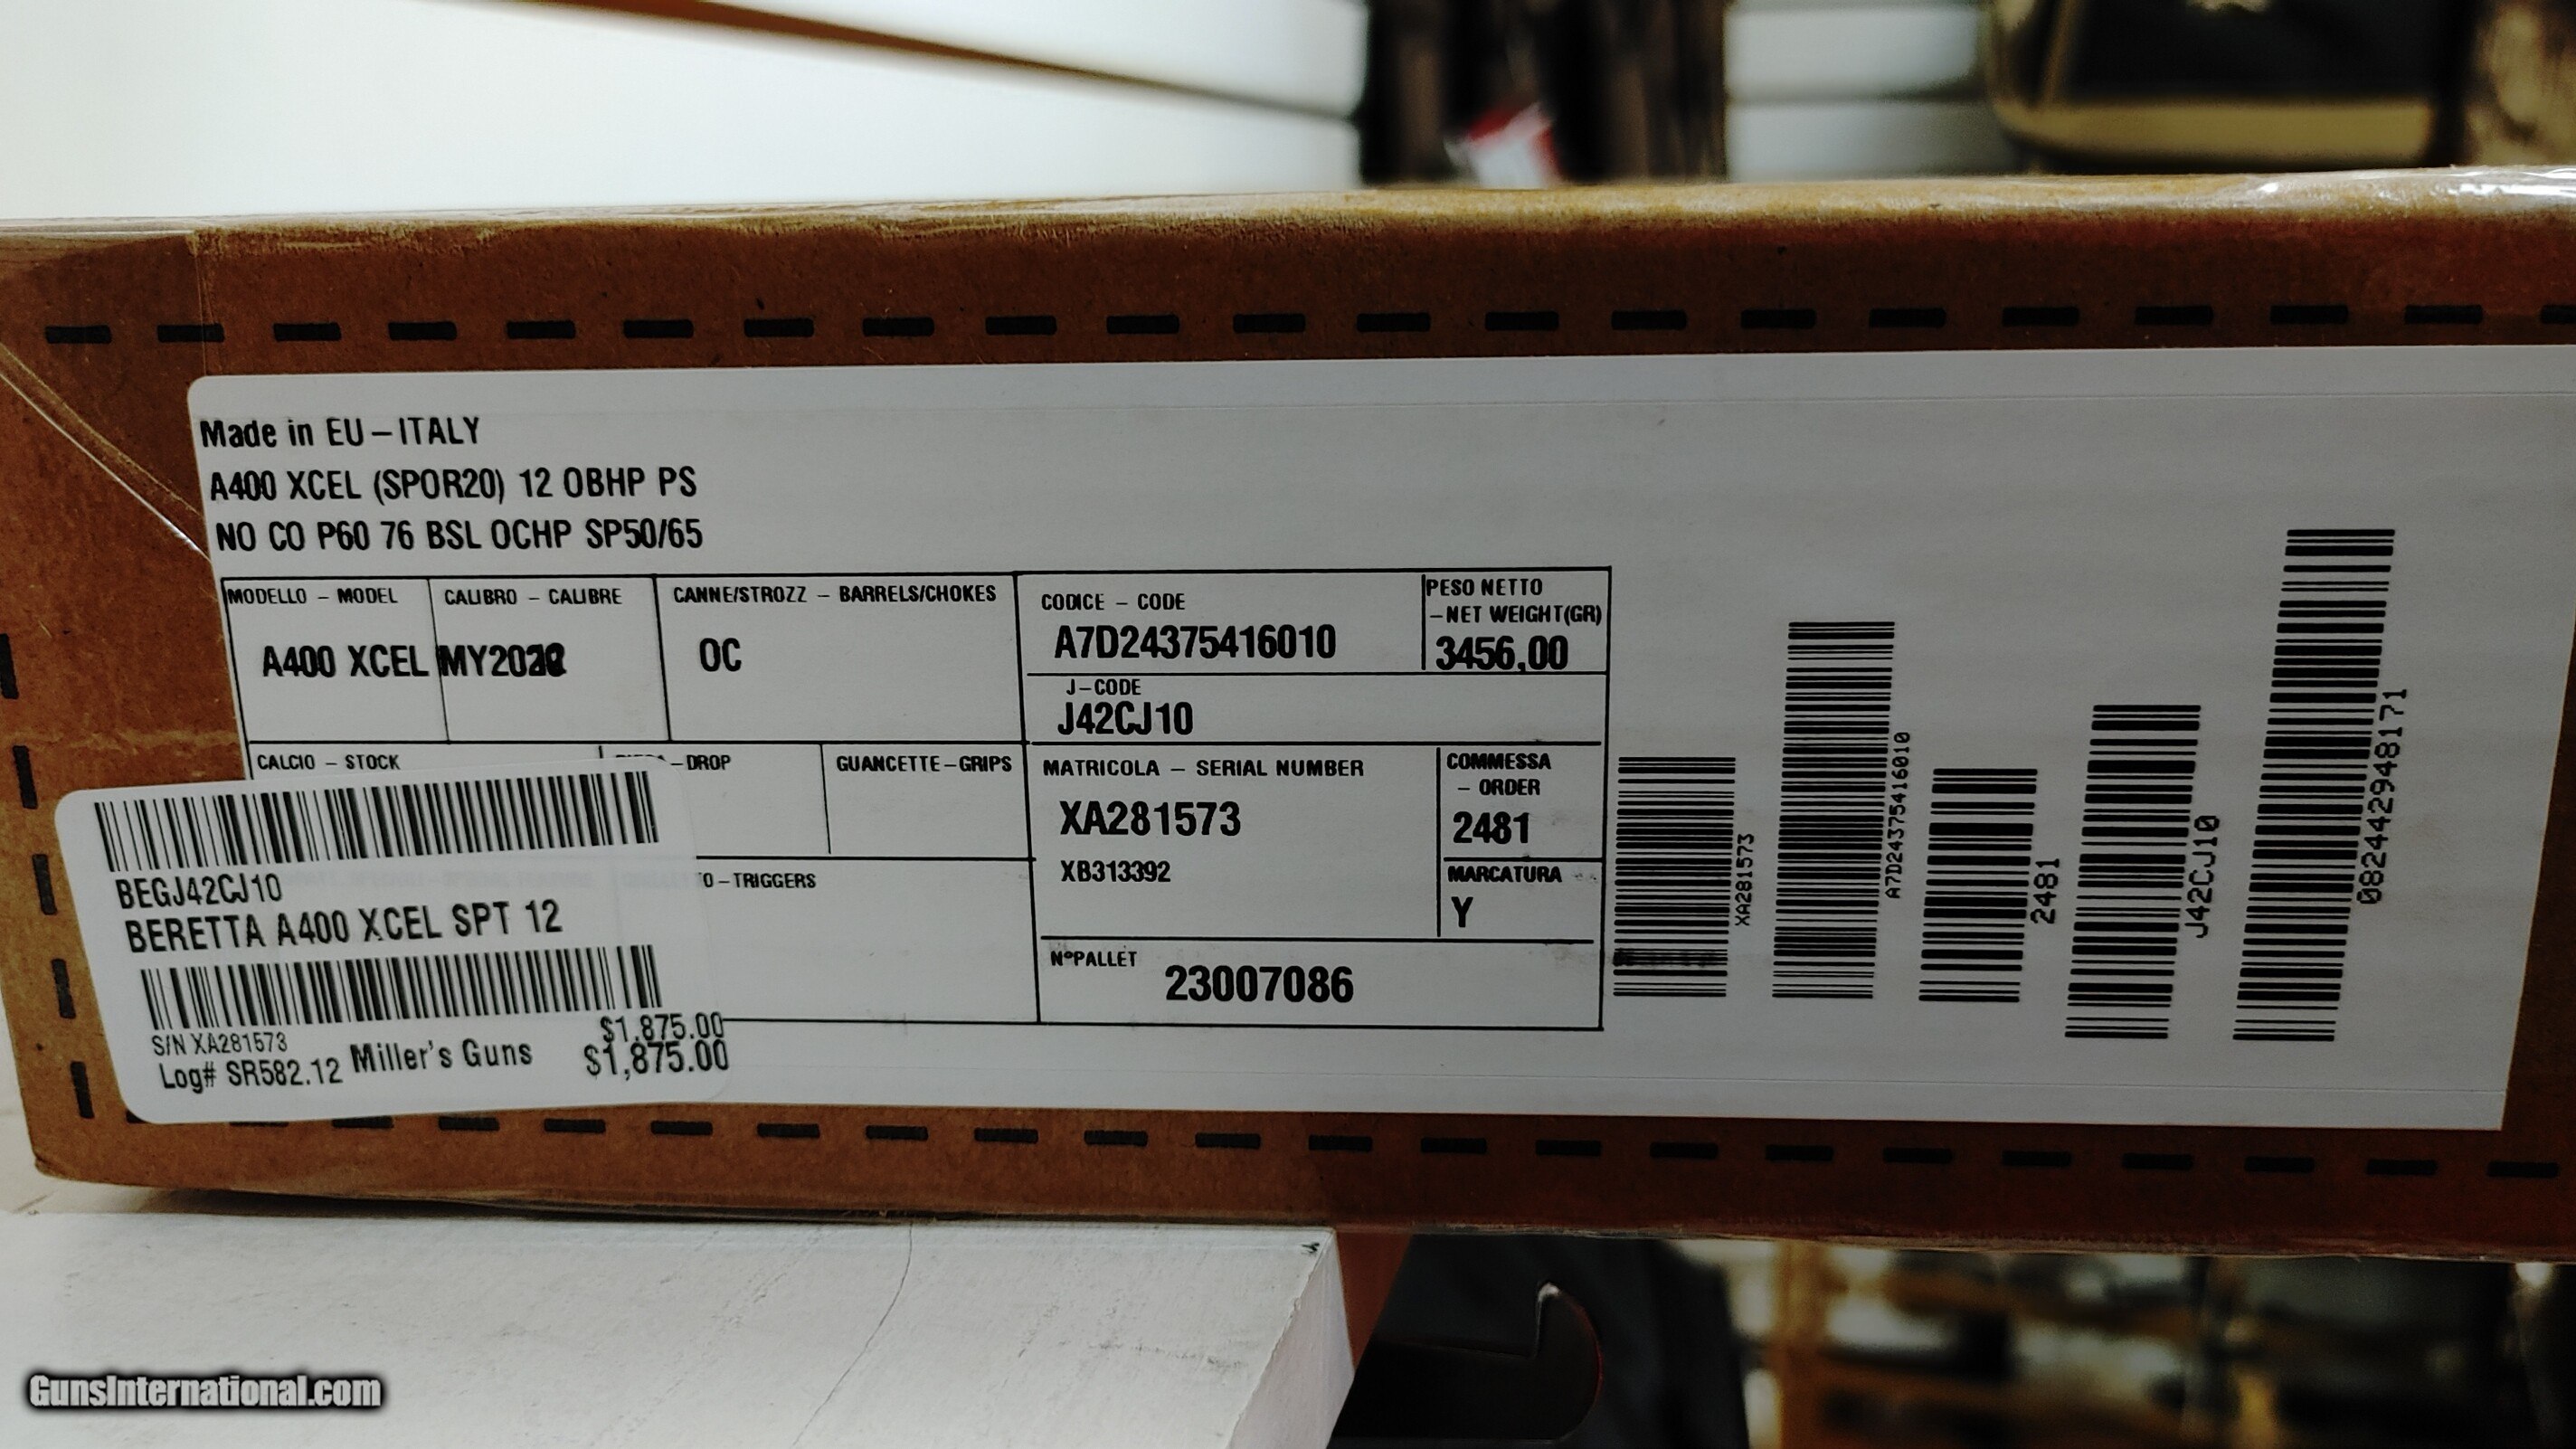 Made in EU – ITALY
A400 XCEL (SPOR20) 12 OBHP PS
NO CO P60 76 BSL OCHP SP50/65
MODELLO – MODEL
A400 XCEL
CALIBRO – CALIBRE
CANNE/STROZZ – BARRELS/CHOKES
OC
CODICE – CODE
A7D24375416010
PESO NETTO
–NET WEIGHT(GR)
3456,00
J–CODE
J42CJ10
CALCIO – STOCK
–DROP
GUANCETTE–GRIPS
MATRICOLA – SERIAL NUMBER
XA281573
XB313392
COMMESSA
– ORDER
2481
MARCATURA
Y
–TRIGGERS
N°PALLET 23007086
BEGJ42CJ10
BERETTA A400 XCEL SPT 12
$1,875.00
S/N XA281573
Log# SR582.12 Miller's Guns $1,875.00
XA281573
A7D24375416010
2481
J42CJ10
082442948171
GunsInternational.com